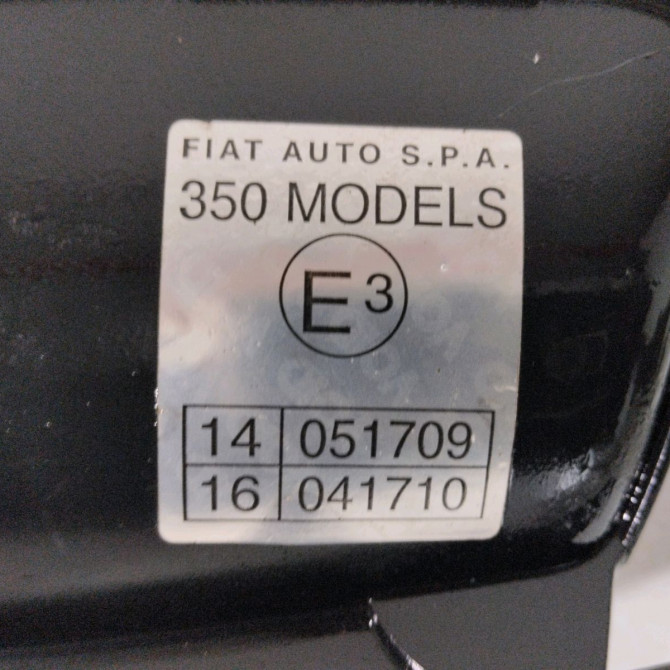 FIAT AUTO S.P.A.
350 MODELS
E3
14 051709
16 041710